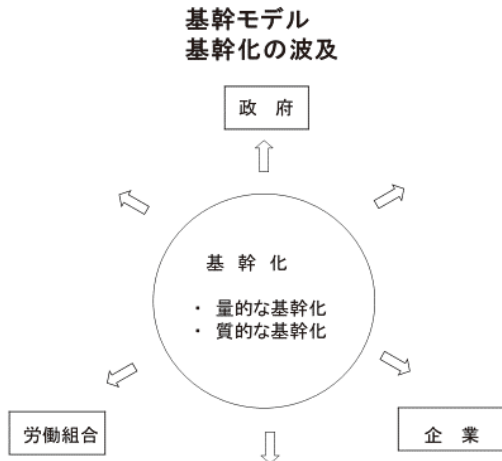 基幹モデル
基幹化の波及
政 府
基 幹 化
・ 量的な基幹化
・ 質的な基幹化
労働組合
企 業